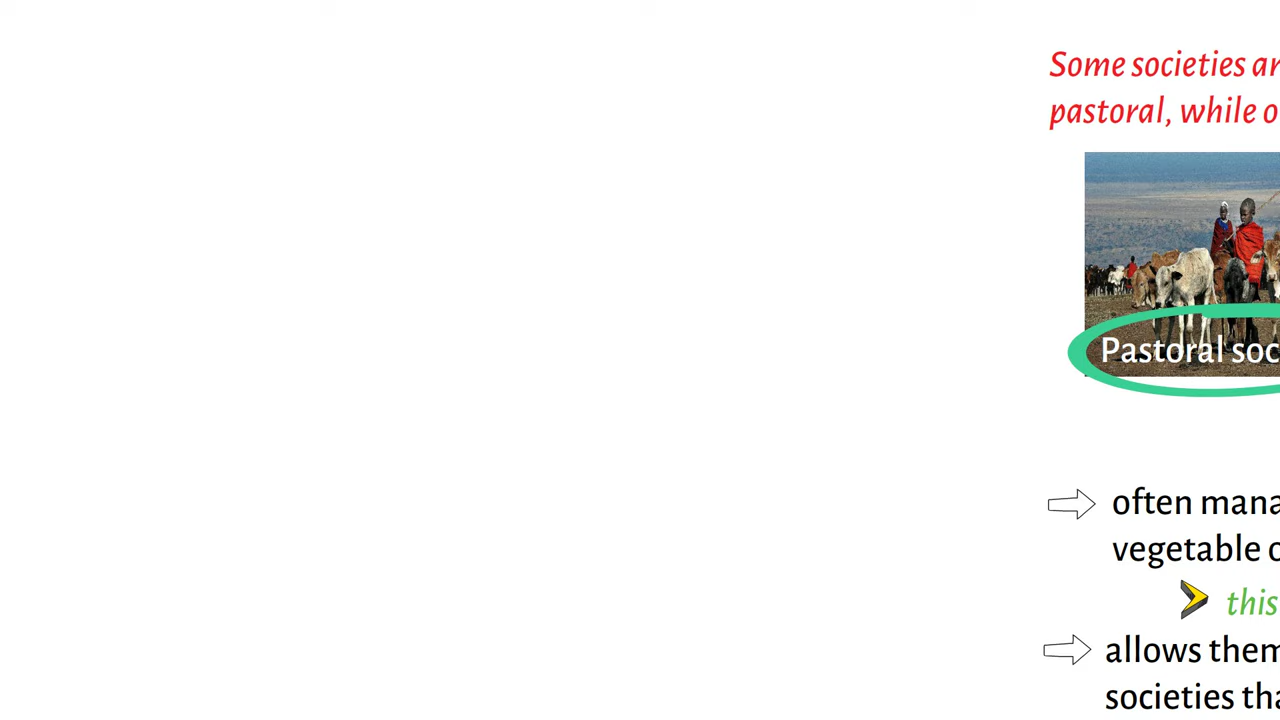 Some societies ar
pastoral, while o
Pastoral soc
often mana
vegetable o
this
allows them
societies tha